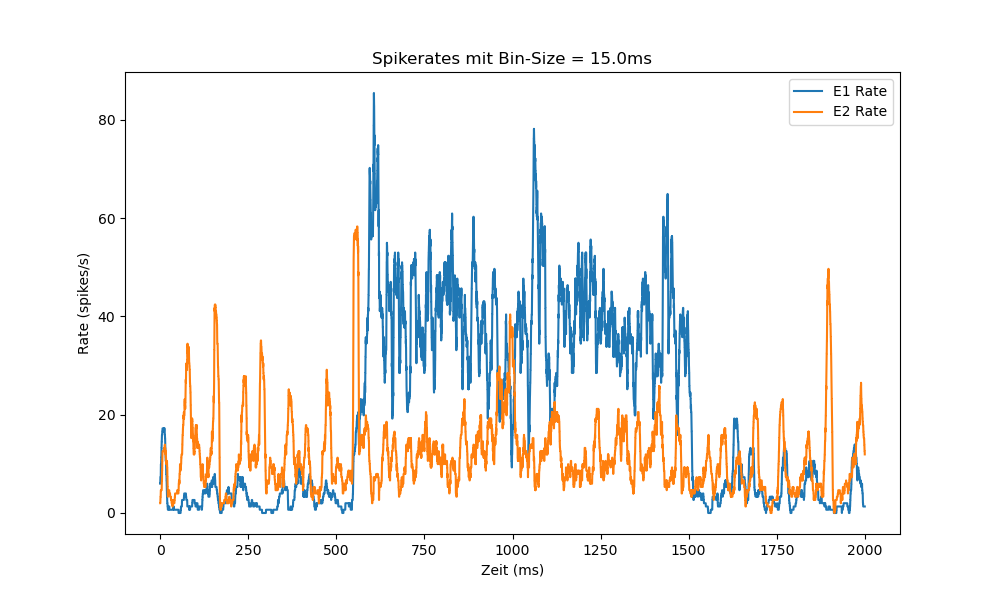 Spikerates mit Bin-Size = 15.0ms
E1 Rate
E2 Rate
80
60
40
20
0
Rate (spikes/s)
0 250 500 750 1000 1250 1500 1750 2000
Zeit (ms)